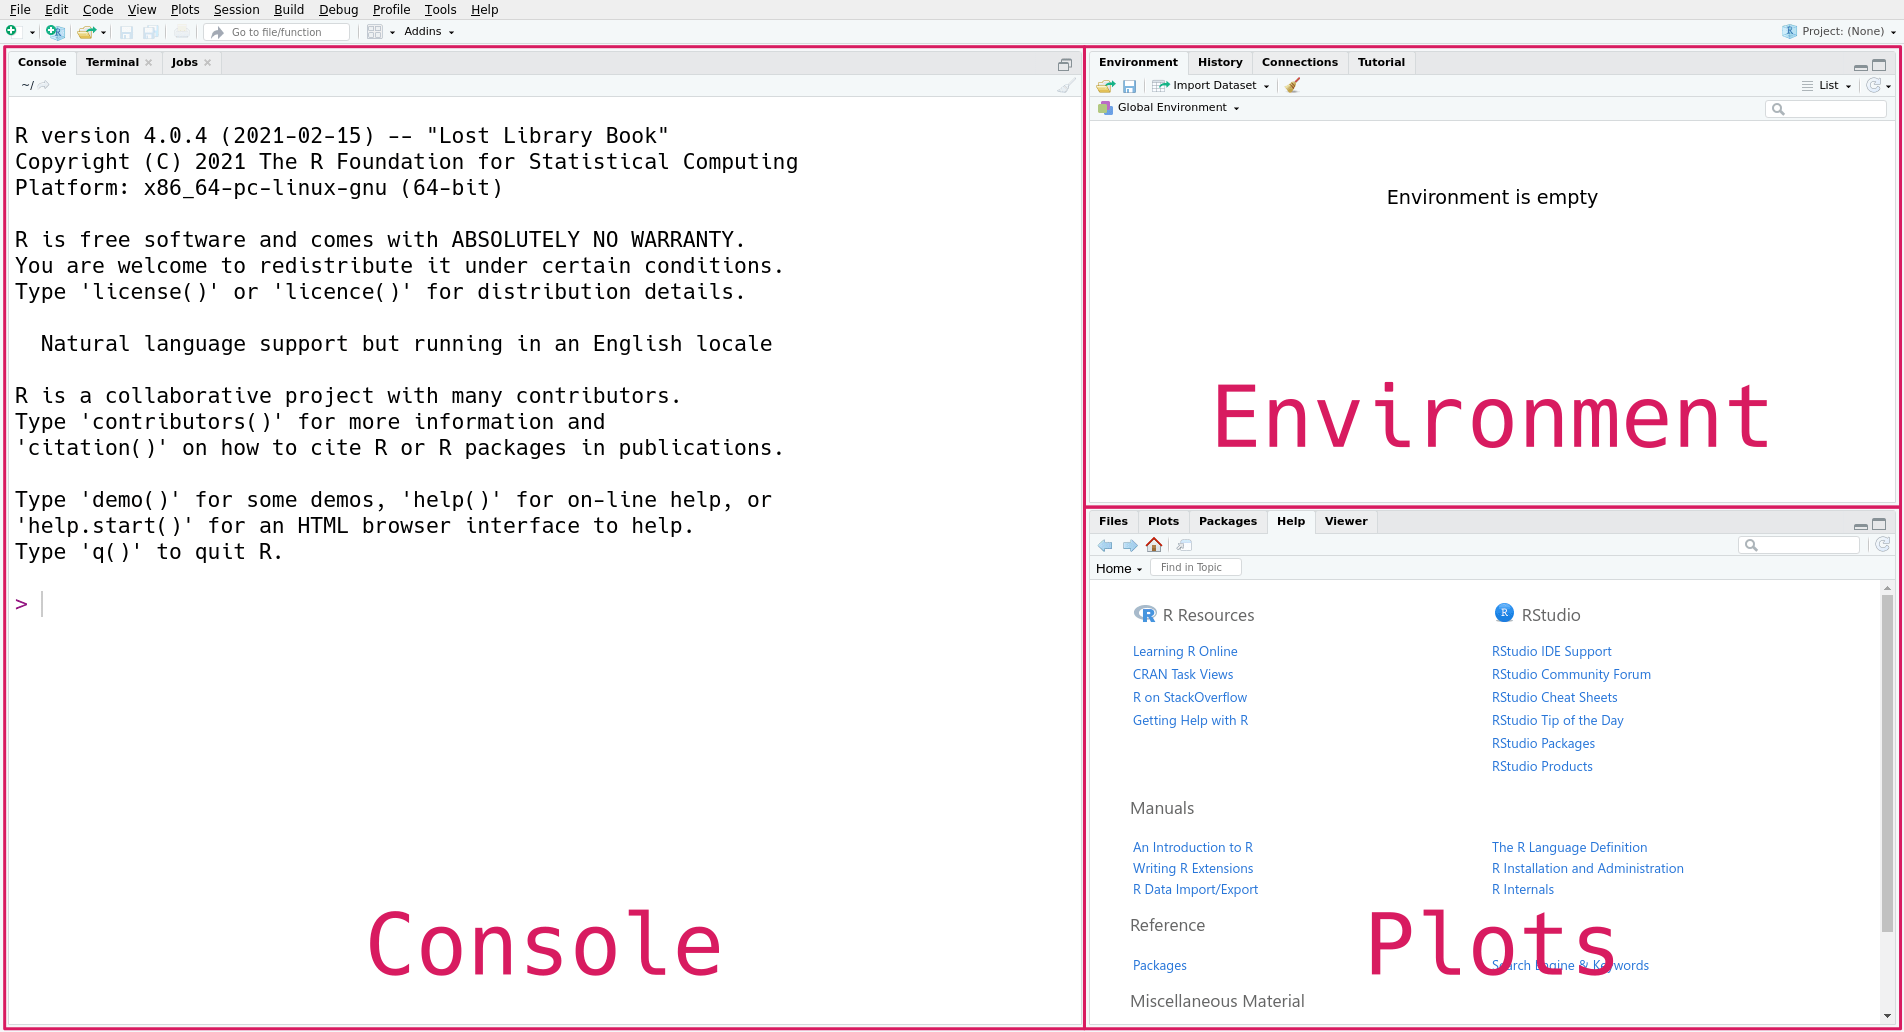 File Edit Code View Plots Session Build Debug Profile Tools Help
Go to file/function Addins Project: (None)
Console Terminal Jobs
~/
R version 4.0.4 (2021-02-15) -- "Lost Library Book"
Copyright (C) 2021 The R Foundation for Statistical Computing
Platform: x86_64-pc-linux-gnu (64-bit)
R is free software and comes with ABSOLUTELY NO WARRANTY.
You are welcome to redistribute it under certain conditions.
Type 'license()' or 'licence()' for distribution details.
Natural language support but running in an English locale
R is a collaborative project with many contributors.
Type 'contributors()' for more information and
'citation()' on how to cite R or R packages in publications.
Type 'demo()' for some demos, 'help()' for on-line help, or
'help.start()' for an HTML browser interface to help.
Type 'q()' to quit R.
>
Console
Environment History Connections Tutorial
Import Dataset List
Global Environment
Environment is empty
Environment
Files Plots Packages Help Viewer
Home Find in Topic
R Resources
Learning R Online
CRAN Task Views
R on StackOverflow
Getting Help with R
RStudio
RStudio IDE Support
RStudio Community Forum
RStudio Cheat Sheets
RStudio Tip of the Day
RStudio Packages
RStudio Products
Manuals
An Introduction to R The R Language Definition
Writing R Extensions R Installation and Administration
R Data Import/Export R Internals
Reference
Packages Search Engine & Keywords
Plots
Miscellaneous Material